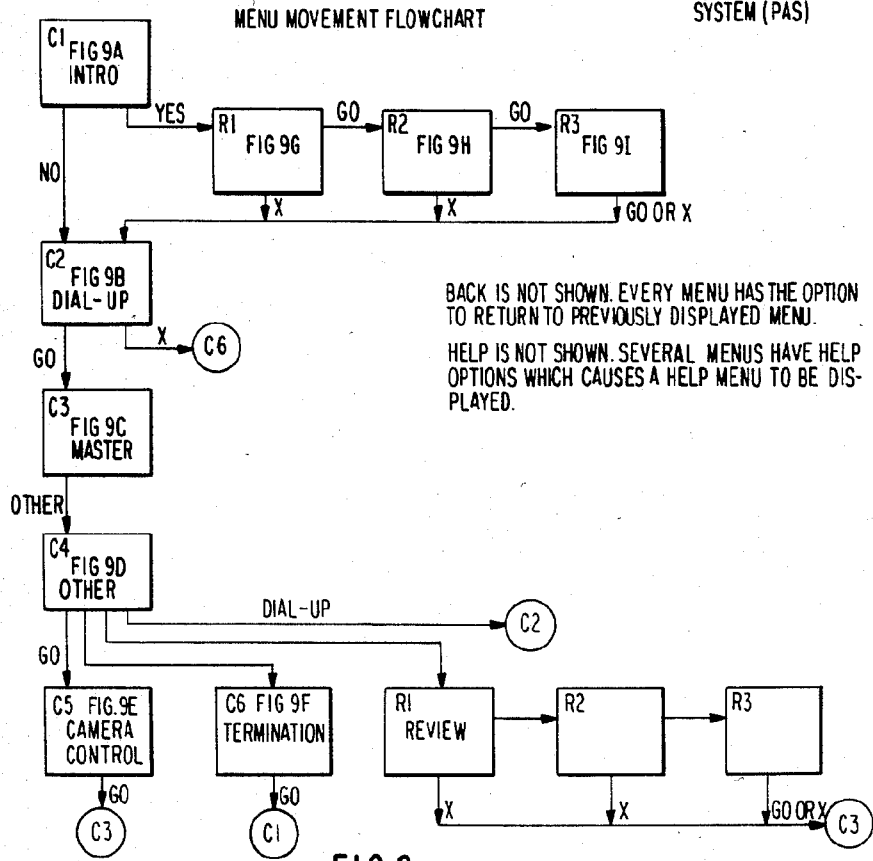 MENU MOVEMENT FLOWCHART
SYSTEM (PAS)
C1
FIG 9A
INTRO
YES
R1
FIG 9G
GO
R2
FIG 9H
GO
R3
FIG 9I
NO
X
X
GO OR X
C2
FIG 9B
DIAL-UP
X
C6
GO
BACK IS NOT SHOWN. EVERY MENU HAS THE OPTION
TO RETURN TO PREVIOUSLY DISPLAYED MENU.
HELP IS NOT SHOWN. SEVERAL MENUS HAVE HELP
OPTIONS WHICH CAUSES A HELP MENU TO BE DIS-
PLAYED.
C3
FIG 9C
MASTER
OTHER
C4
FIG 9D
OTHER
DIAL-UP
C2
GO
C5 FIG.9E
CAMERA
CONTROL
C6 FIG 9F
TERMINATION
R1
REVIEW
R2
R3
GO
GO
X
X
GO OR X
C3
C1
C3